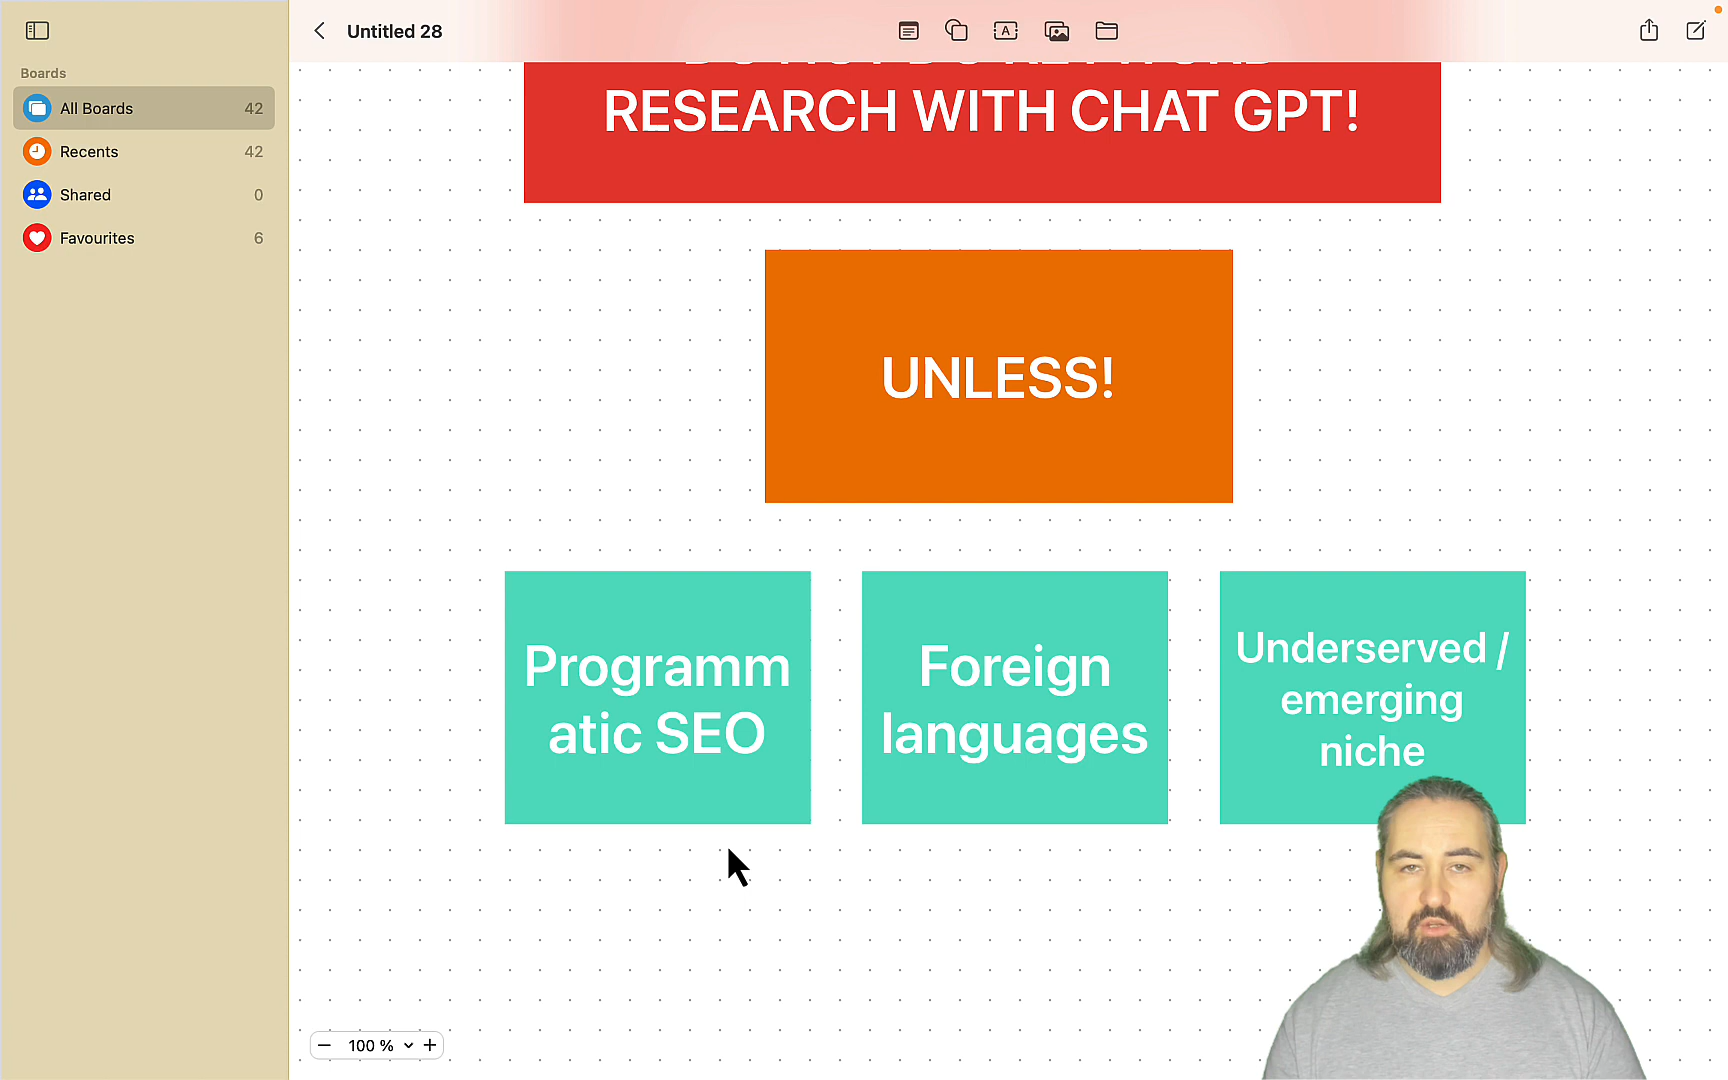 Untitled 28
Boards
All Boards 42
Recents 42
Shared 0
Favourites 6
RESEARCH WITH CHAT GPT!
UNLESS!
Programm
atic SEO
Foreign
languages
Underserved /
emerging
niche
100 %